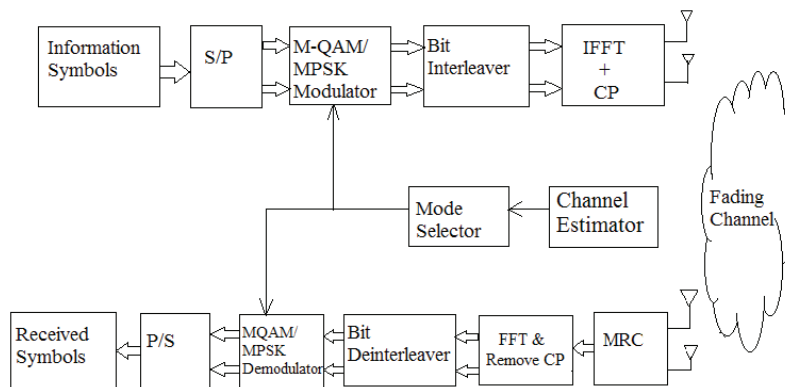 Information
Symbols
S/P
M-QAM/
MPSK
Modulator
Bit
Interleaver
IFFT
+
CP
Fading
Channel
Mode
Selector
Channel
Estimator
Received
Symbols
P/S
MQAM/
MPSK
Demodulator
Bit
Deinterleaver
FFT &
Remove CP
MRC